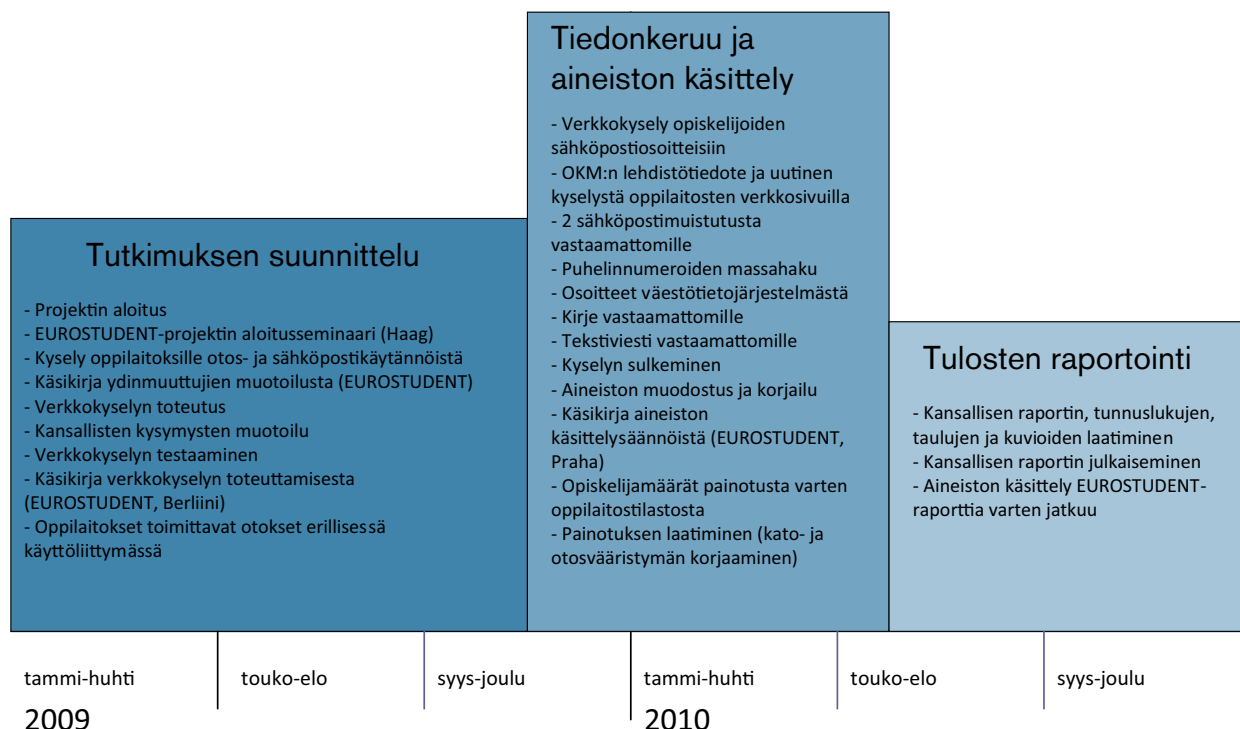 Tutkimuksen suunnittelu
- Projektin aloitus
- EUROSTUDENT-projektin aloitusseminaari (Haag)
- Kysely oppilaitoksille otos- ja sähköpostikäytännöistä
- Käsikirja ydinmuuttujien muotoilusta (EUROSTUDENT)
- Verkkokyselyn toteutus
- Kansallisten kysymysten muotoilu
- Verkkokyselyn testaaminen
- Käsikirja verkkokyselyn toteuttamisesta
(EUROSTUDENT, Berliini)
- Oppilaitokset toimittavat otokset erillisessä
käyttöliittymässä
Tiedonkeruu ja
aineiston käsittely
- Verkkokysely opiskelijoiden
sähköpostiosoitteisiin
- OKM:n lehdistötiedote ja uutinen
kyselystä oppilaitosten verkkosivuilla
- 2 sähköpostimuistutusta
vastaamattomille
- Puhelinnumeroiden massahaku
- Osoitteet väestötietojärjestelmästä
- Kirje vastaamattomille
- Tekstiviesti vastaamattomille
- Kyselyn sulkeminen
- Aineiston muodostus ja korjailu
- Käsikirja aineiston
käsittelysäännöistä (EUROSTUDENT,
Praha)
- Opiskelijamäärät painotusta varten
oppilaitostilastosta
- Painotuksen laatiminen (kato- ja
otosvääristymän korjaaminen)
Tulosten raportointi
- Kansallisen raportin, tunnuslukujen,
taulujen ja kuvioiden laatiminen
- Kansallisen raportin julkaiseminen
- Aineiston käsittely EUROSTUDENT-
raporttia varten jatkuu
tammi-huhti touko-elo syys-joulu tammi-huhti touko-elo syys-joulu
2009 2010